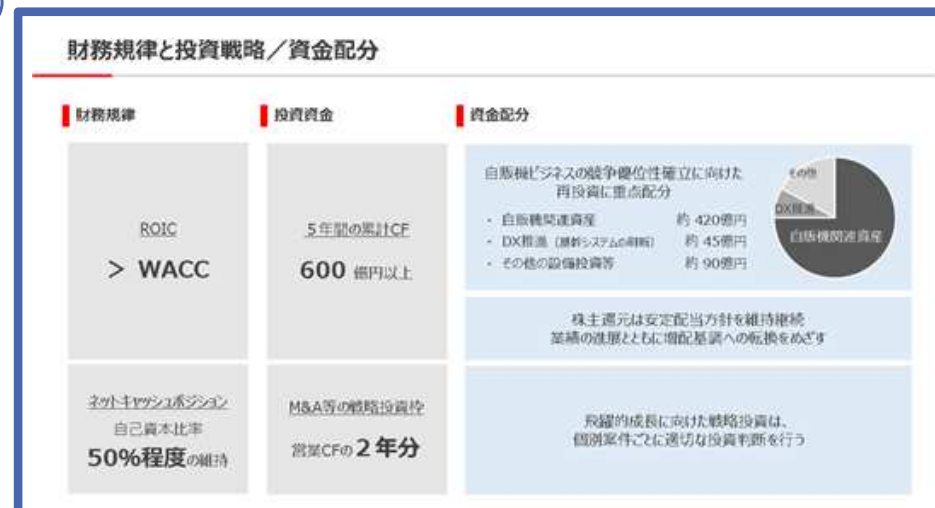 財務規律と投資戦略／資金配分
財務規律
投資資金
資金配分
ROIC
> WACC
5年間の累計CF
600 億円以上
自販機ビジネスの競争優位性確立に向けた
再投資に重点配分
・ 自販機関連資産 約 420億円
・ DX推進（基幹システムの刷新） 約 45億円
・ その他の設備投資等 約 90億円
その他
DX推進
自販機関連資産
株主還元は安定配当方針を維持継続
業績の進展とともに増配基調への転換をめざす
ネットキャッシュポジション
自己資本比率
50%程度の維持
M&A等の戦略投資枠
営業CFの2年分
飛躍的成長に向けた戦略投資は、
個別案件ごとに適切な投資判断を行う